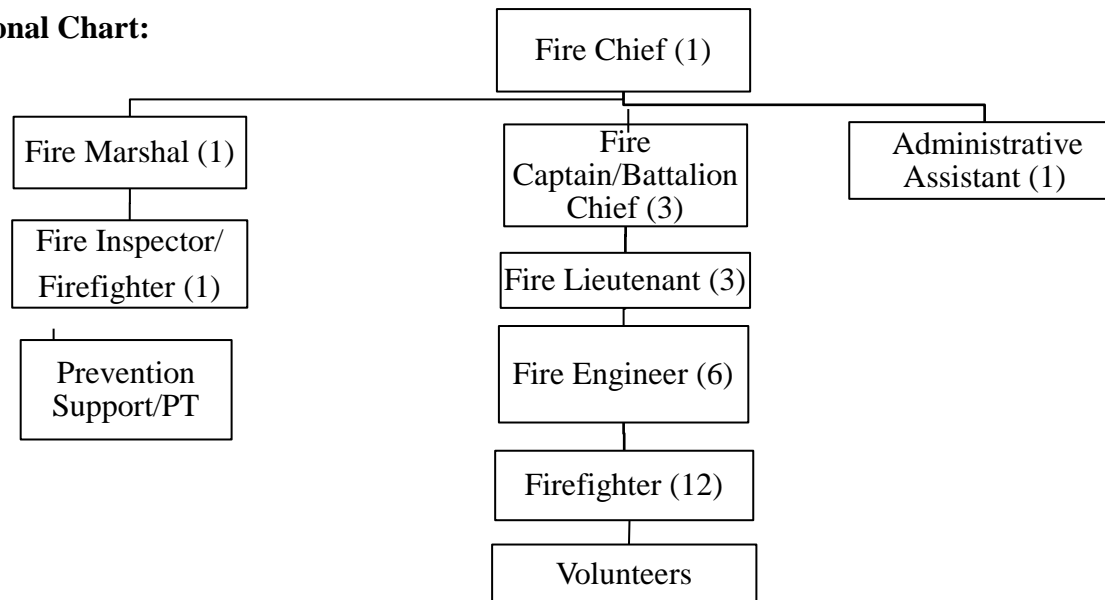 onal Chart:
Fire Chief (1)
Fire Marshal (1)
Fire
Captain/Battalion
Chief (3)
Administrative
Assistant (1)
Fire Inspector/
Firefighter (1)
Fire Lieutenant (3)
Prevention
Support/PT
Fire Engineer (6)
Firefighter (12)
Volunteers